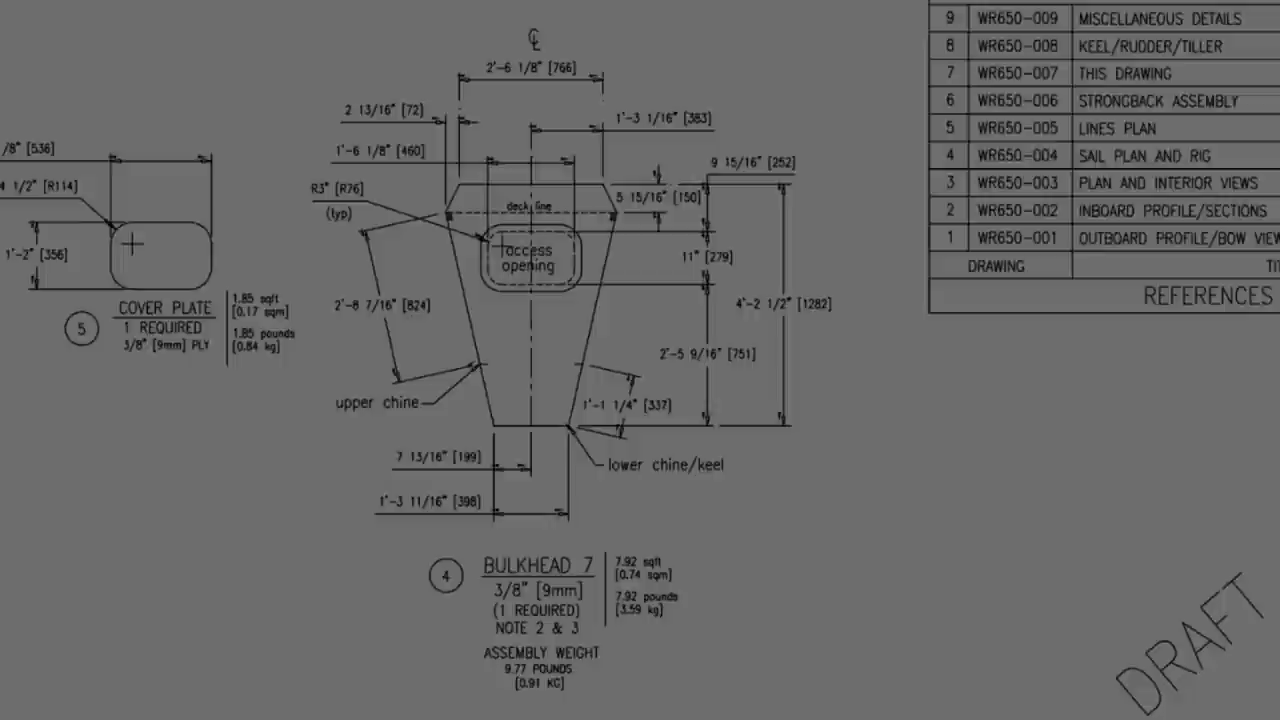 ℄
2'-6 1/8" [766]
2 13/16" [72]
1'-3 1/16" [383]
1'-6 1/8" [460]
9 15/16" [252]
R3" [R76]
(typ)
5 15/16" [150]
deck line
access
opening
11" [279]
2'-8 7/16" [824]
4'-2 1/2" [1282]
2'-5 9/16" [751]
upper chine
1'-1 1/4" [337]
lower chine/keel
7 13/16" [199]
1'-3 11/16" [398]
4
BULKHEAD 7
3/8" [9mm]
(1 REQUIRED)
NOTE 2 & 3
7.92 sqft
[0.74 sqm]
7.92 pounds
[3.59 kg]
ASSEMBLY WEIGHT
9.77 POUNDS
[0.91 KG]
/8" [536]
4 1/2" [R114]
1'-2" [356]
5
COVER PLATE
1 REQUIRED
3/8" [9mm] PLY
1.85 sqft
[0.17 sqm]
1.85 pounds
[0.84 kg]
9 WR650-009 MISCELLANEOUS DETAILS
8 WR650-008 KEEL/RUDDER/TILLER
7 WR650-007 THIS DRAWING
6 WR650-006 STRONGBACK ASSEMBLY
5 WR650-005 LINES PLAN
4 WR650-004 SAIL PLAN AND RIG
3 WR650-003 PLAN AND INTERIOR VIEWS
2 WR650-002 INBOARD PROFILE/SECTIONS
1 WR650-001 OUTBOARD PROFILE/BOW VIEW
DRAWING TI
REFERENCES
DRAFT